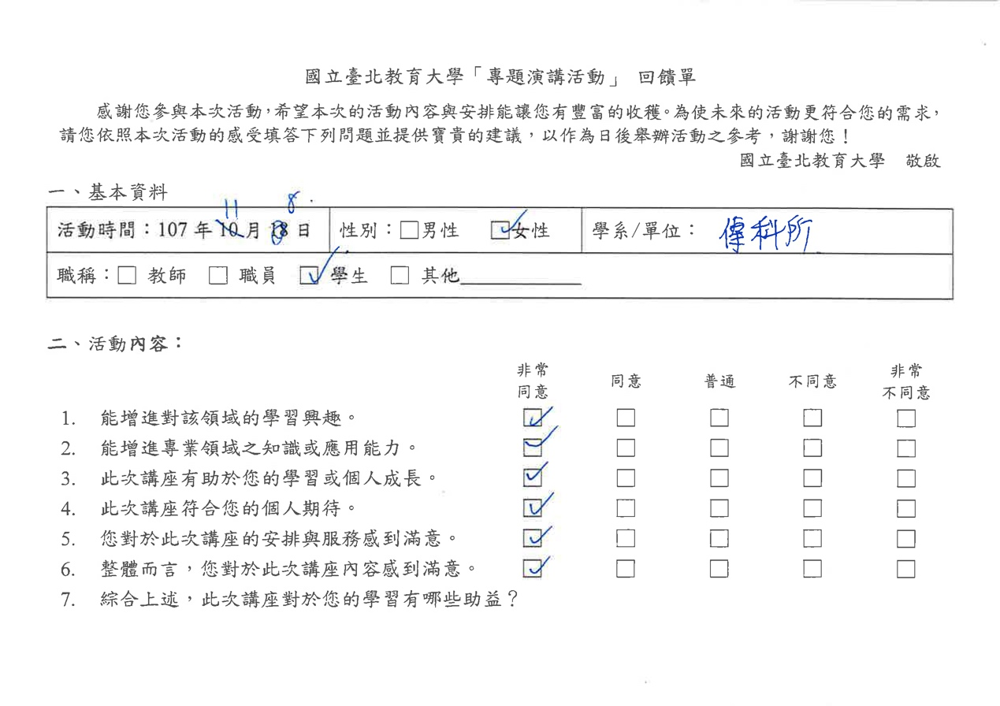 國立臺北教育大學「專題演講活動」 回饋單
感謝您參與本次活動,希望本次的活動內容與安排能讓您有豐富的收穫。為使未來的活動更符合您的需求,
請您依照本次活動的感受填答下列問題並提供寶貴的建議,以作為日後舉辦活動之參考,謝謝您!
國立臺北教育大學 敬啟
一、基本資料
11 8
活動時間:107 年 10 月 18 日 性別:□男性 ☑女性 學系/單位: 傳科所
職稱:□ 教師 □ 職員 ☑ 學生 □ 其他__________
二、活動內容:
非常同意 同意 普通 不同意 非常不同意
1. 能增進對該領域的學習興趣。 ☑ □ □ □ □
2. 能增進專業領域之知識或應用能力。 ☑ □ □ □ □
3. 此次講座有助於您的學習或個人成長。 ☑ □ □ □ □
4. 此次講座符合您的個人期待。 ☑ □ □ □ □
5. 您對於此次講座的安排與服務感到滿意。 ☑ □ □ □ □
6. 整體而言,您對於此次講座內容感到滿意。 ☑ □ □ □ □
7. 綜合上述,此次講座對於您的學習有哪些助益?